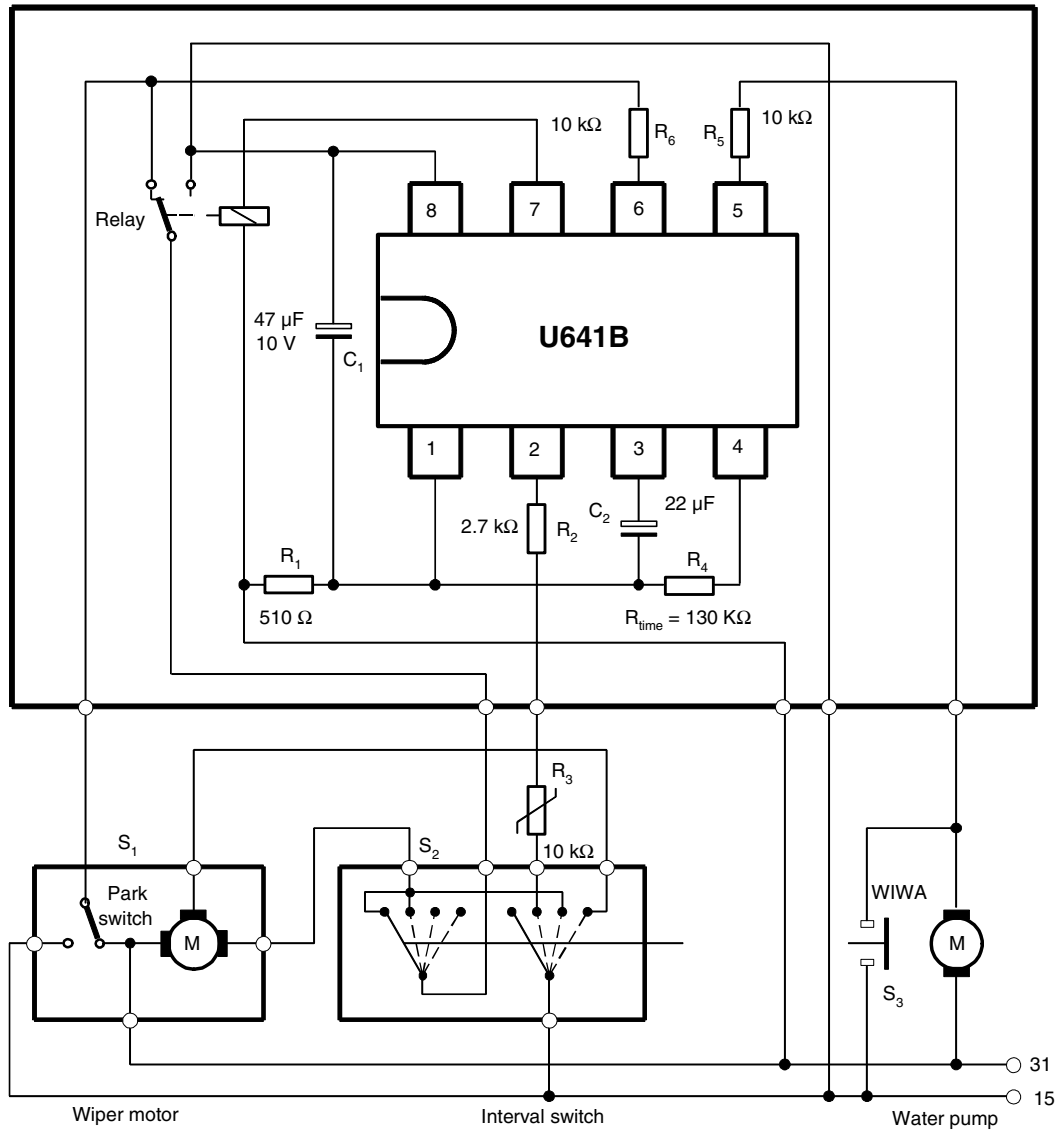 10 kΩ
R6
R5
10 kΩ
8
7
6
5
Relay
47 µF
10 V
C1
U641B
1
2
3
4
2.7 kΩ
R2
C2
22 µF
R1
510 Ω
R4
Rtime = 130 KΩ
R3
10 kΩ
S1
S2
Park
switch
M
WIWA
M
S3
31
15
Wiper motor
Interval switch
Water pump